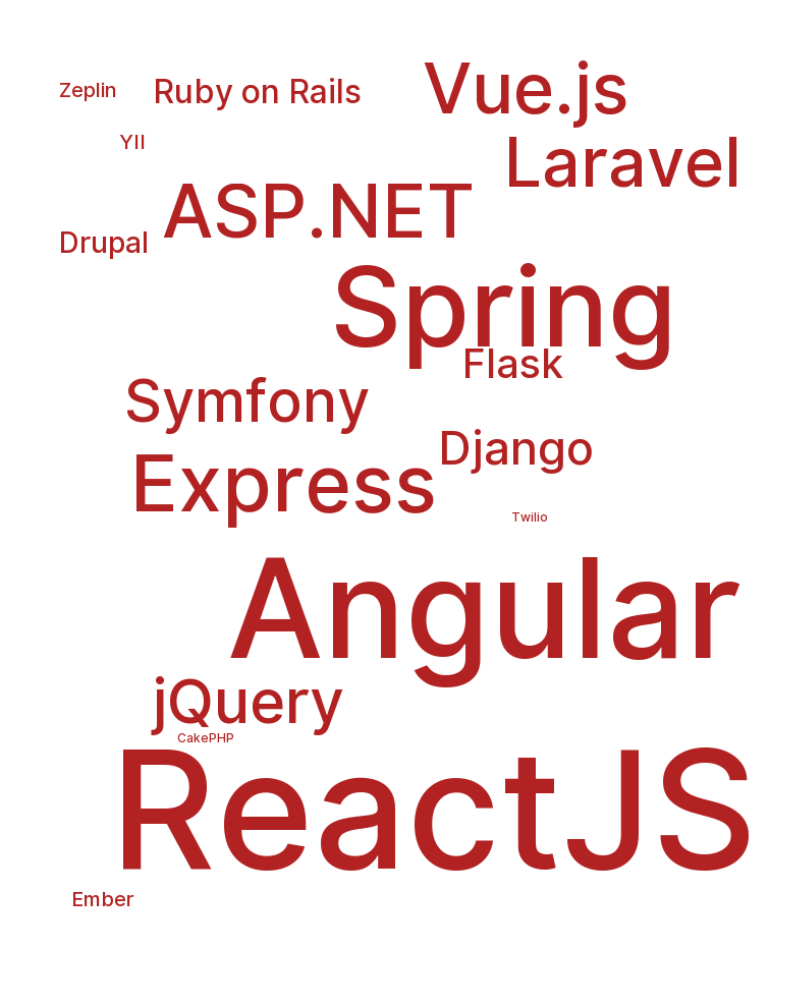 Vue.js
Zeplin Ruby on Rails
YII
Laravel
ASP.NET
Drupal
Spring
Flask
Symfony
Django
Express
Twilio
Angular
jQuery
CakePHP
ReactJS
Ember